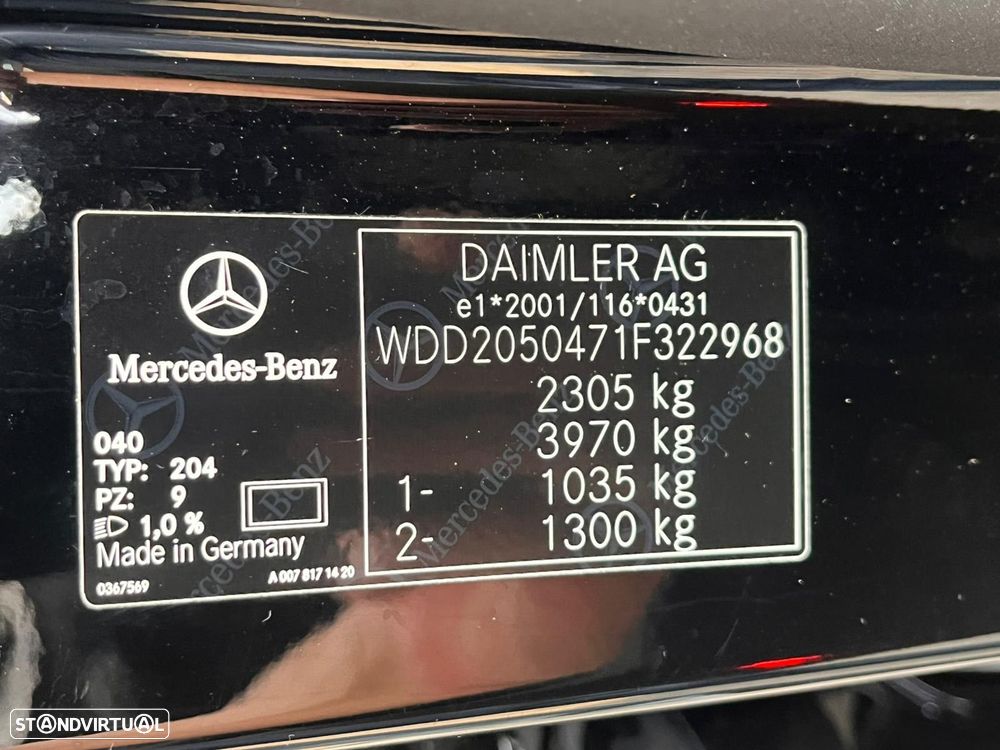 Mercedes-Benz
040
TYP: 204
PZ: 9
1,0 %
Made in Germany
0367569
A 007 817 14 20
DAIMLER AG
e1*2001/116*0431
WDD2050471F322968
2305 kg
3970 kg
1- 1035 kg
2- 1300 kg
STANDVIRTUAL